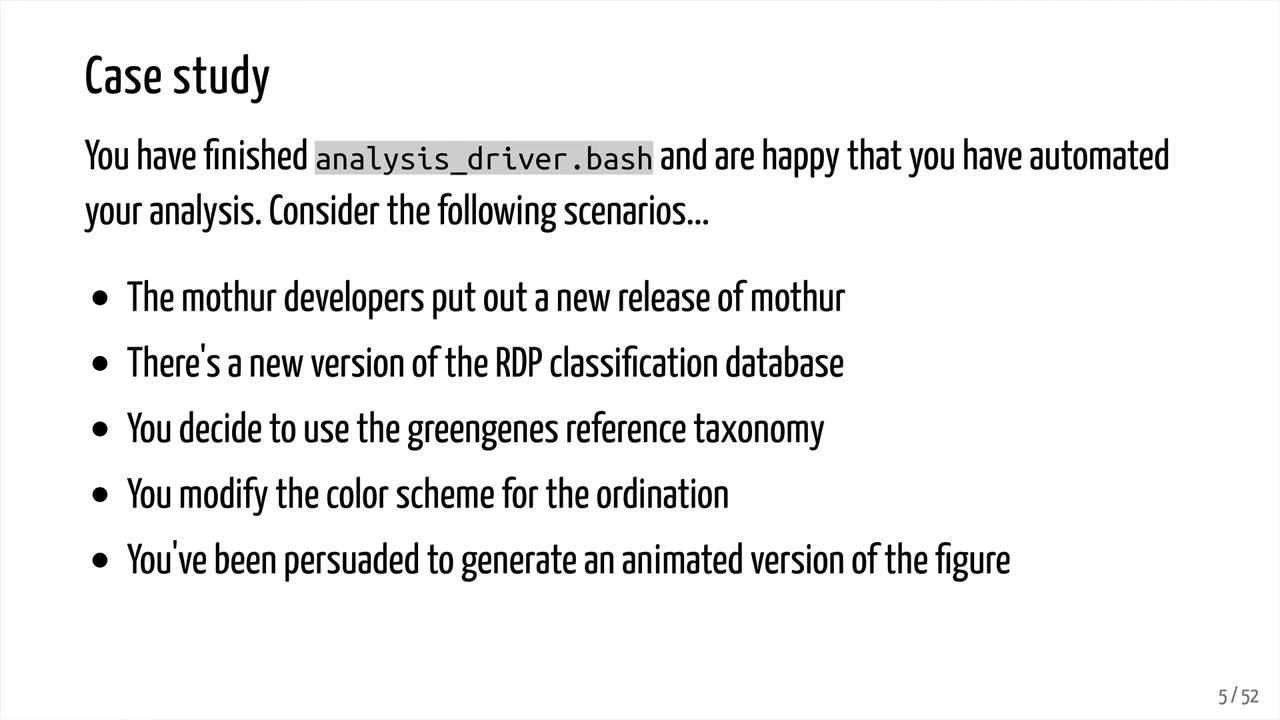 Case study
You have finished analysis_driver.bash and are happy that you have automated
your analysis. Consider the following scenarios...
• The mothur developers put out a new release of mothur
• There's a new version of the RDP classification database
• You decide to use the greengenes reference taxonomy
• You modify the color scheme for the ordination
• You've been persuaded to generate an animated version of the figure
5 / 52